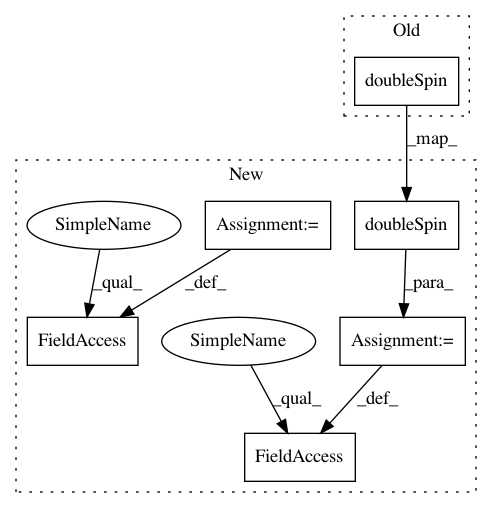 Old
doubleSpin
_map_
New
SimpleName
Assignment:=
doubleSpin
_qual_
_def_
_para_
FieldAccess
SimpleName
Assignment:=
_qual_
_def_
FieldAccess